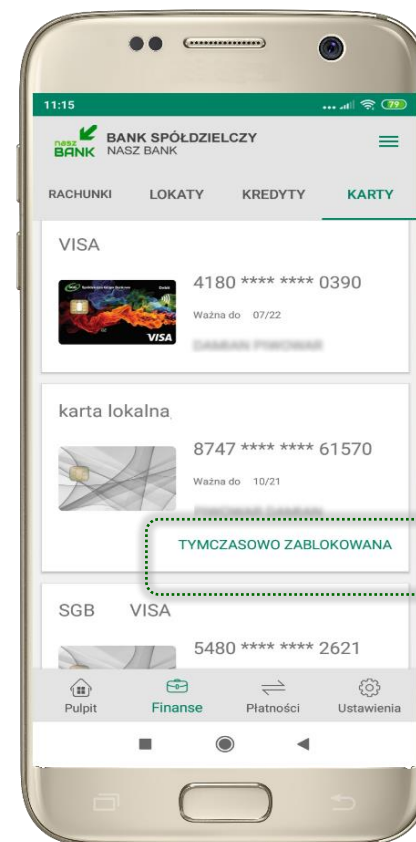 11:15
79
nasz BANK
BANK SPÓŁDZIELCZY
NASZ BANK
RACHUNKI LOKATY KREDYTY KARTY
VISA
4180 **** **** 0390
Ważna do 07/22
VISA
karta lokalna
8747 **** **** 61570
Ważna do 10/21
TYMCZASOWO ZABLOKOWANA
SGB VISA
5480 **** **** 2621
Pulpit Finanse Płatności Ustawienia